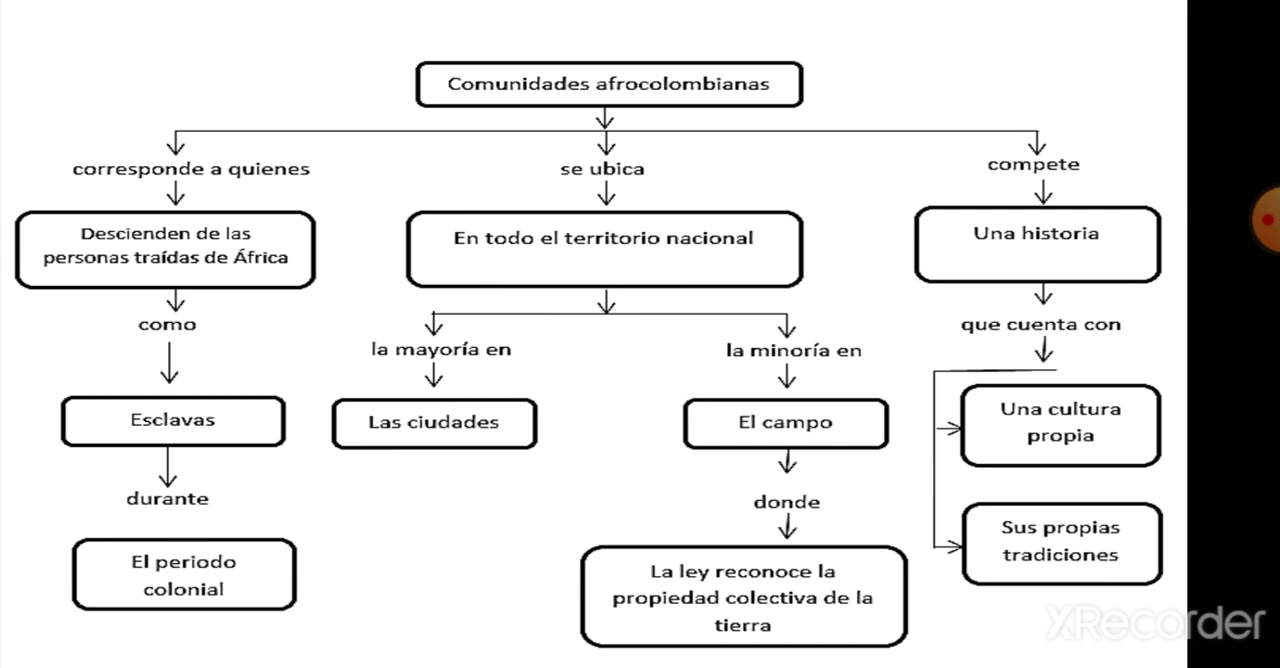 Comunidades afrocolombianas
corresponde a quienes
se ubica
compete
Descienden de las
personas traídas de África
En todo el territorio nacional
Una historia
como
la mayoría en
la minoría en
que cuenta con
Esclavas
Las ciudades
El campo
Una cultura
propia
durante
donde
Sus propias
tradiciones
El periodo
colonial
La ley reconoce la
propiedad colectiva de la
tierra
XRecorder